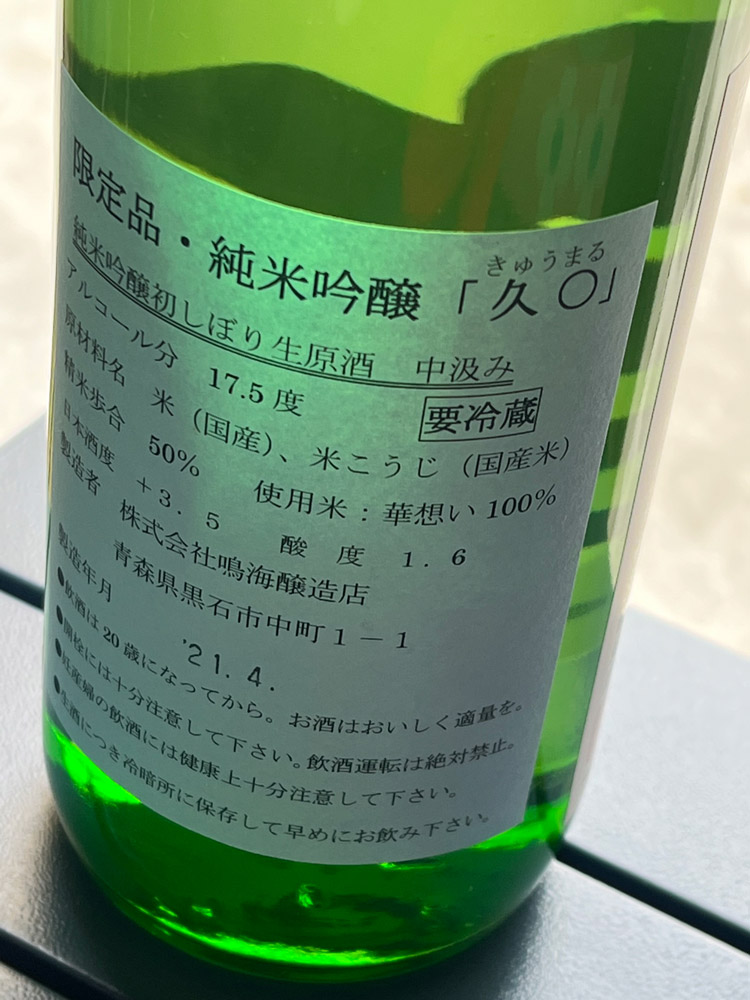 限定品・純米吟醸「久〇」
きゅうまる
純米吟醸初しぼり生原酒 中汲み
アルコール分 17.5度
要冷蔵
原材料名 米（国産）、米こうじ（国産米）
精米歩合 50% 使用米：華想い100%
日本酒度 +3.5 酸度 1.6
製造者 株式会社鳴海醸造店
青森県黒石市中町1－1
製造年月 '21.4.
●飲酒は20歳になってから。お酒はおいしく適量を。
●開栓には十分注意して下さい。飲酒運転は絶対禁止。
●妊産婦の飲酒には健康上十分注意して下さい。
●生酒につき冷暗所に保存して早めにお飲み下さい。